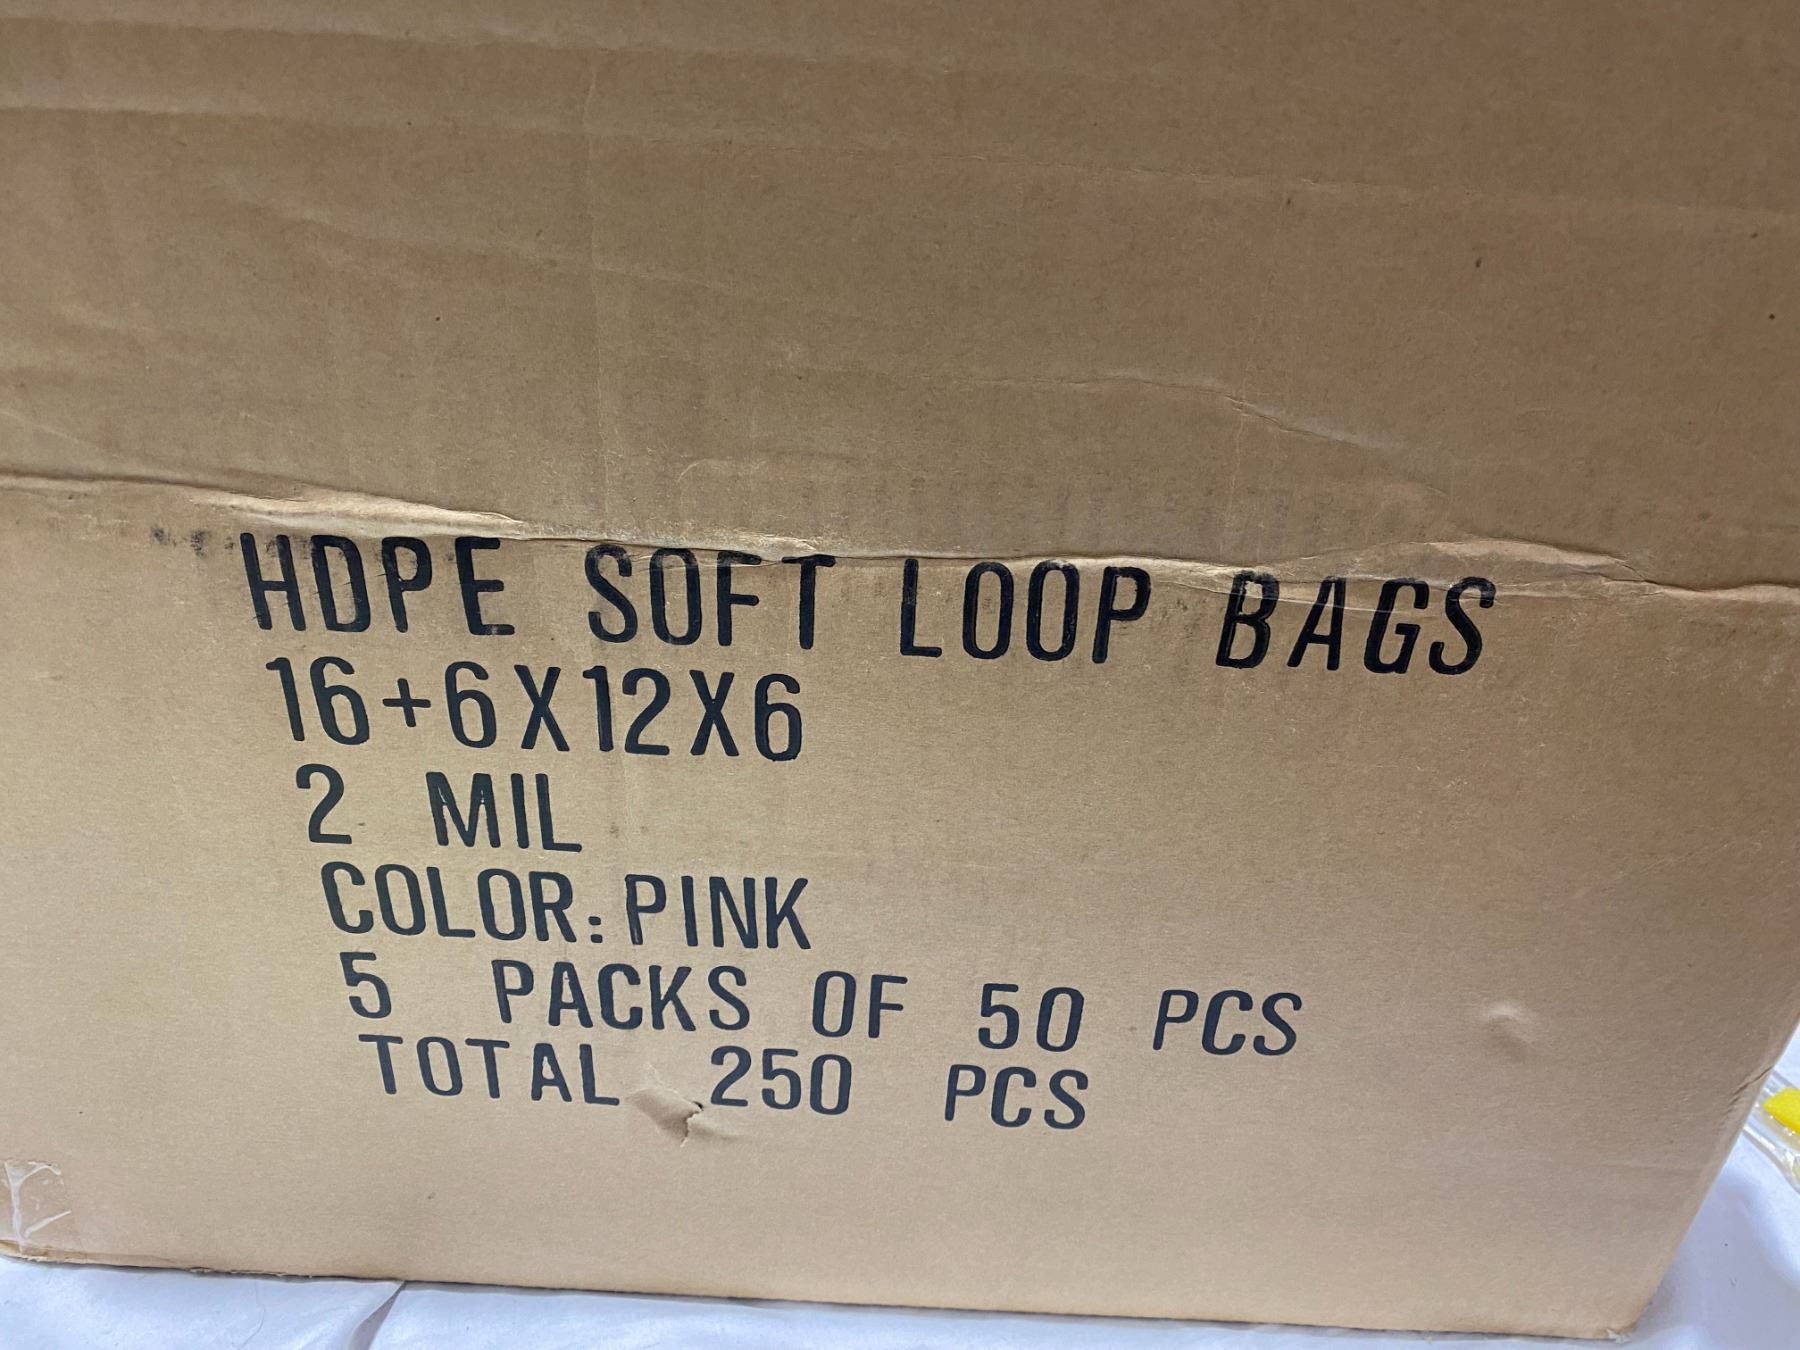 HDPE SOFT LOOP BAGS
16+6X12X6
2 MIL
COLOR: PINK
5 PACKS OF 50 PCS
TOTAL 250 PCS